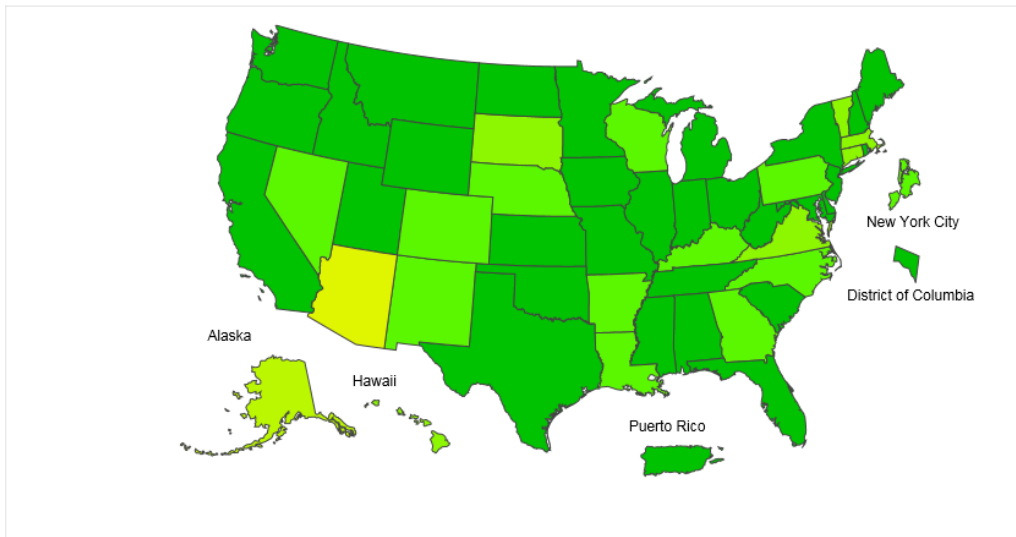 New York City
District of Columbia
Alaska
Hawaii
Puerto Rico